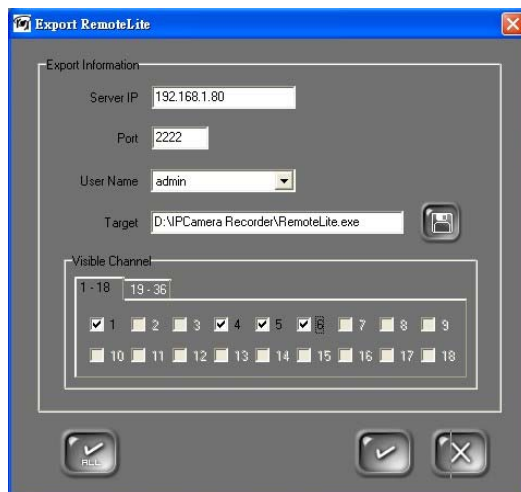 Export RemoteLite
Export Information
Server IP 192.168.1.80
Port 2222
User Name admin
Target D:\IPCamera Recorder\RemoteLite.exe
Visible Channel
1 - 18 19 - 36
1 2 3 4 5 6 7 8 9
10 11 12 13 14 15 16 17 18
ALL